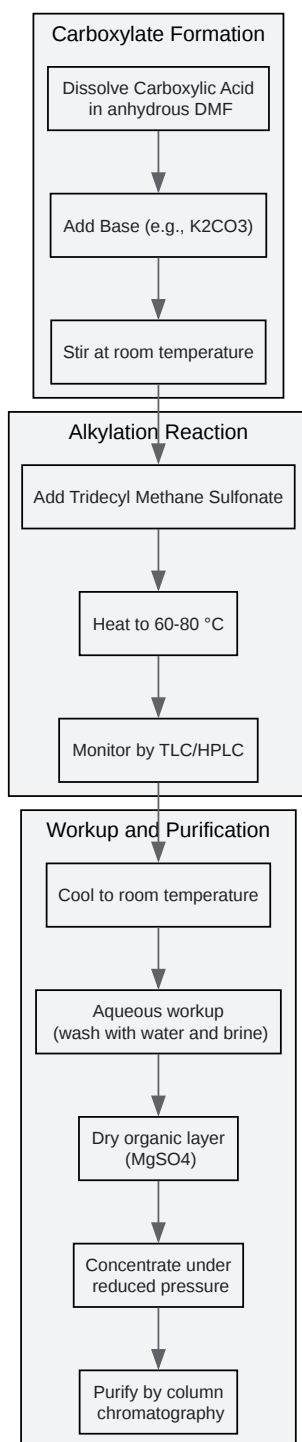 Carboxylate Formation
Dissolve Carboxylic Acid
in anhydrous DMF
Add Base (e.g., K2CO3)
Stir at room temperature
Alkylation Reaction
Add Tridecyl Methane Sulfonate
Heat to 60-80 °C
Monitor by TLC/HPLC
Workup and Purification
Cool to room temperature
Aqueous workup
(wash with water and brine)
Dry organic layer
(MgSO4)
Concentrate under
reduced pressure
Purify by column
chromatography